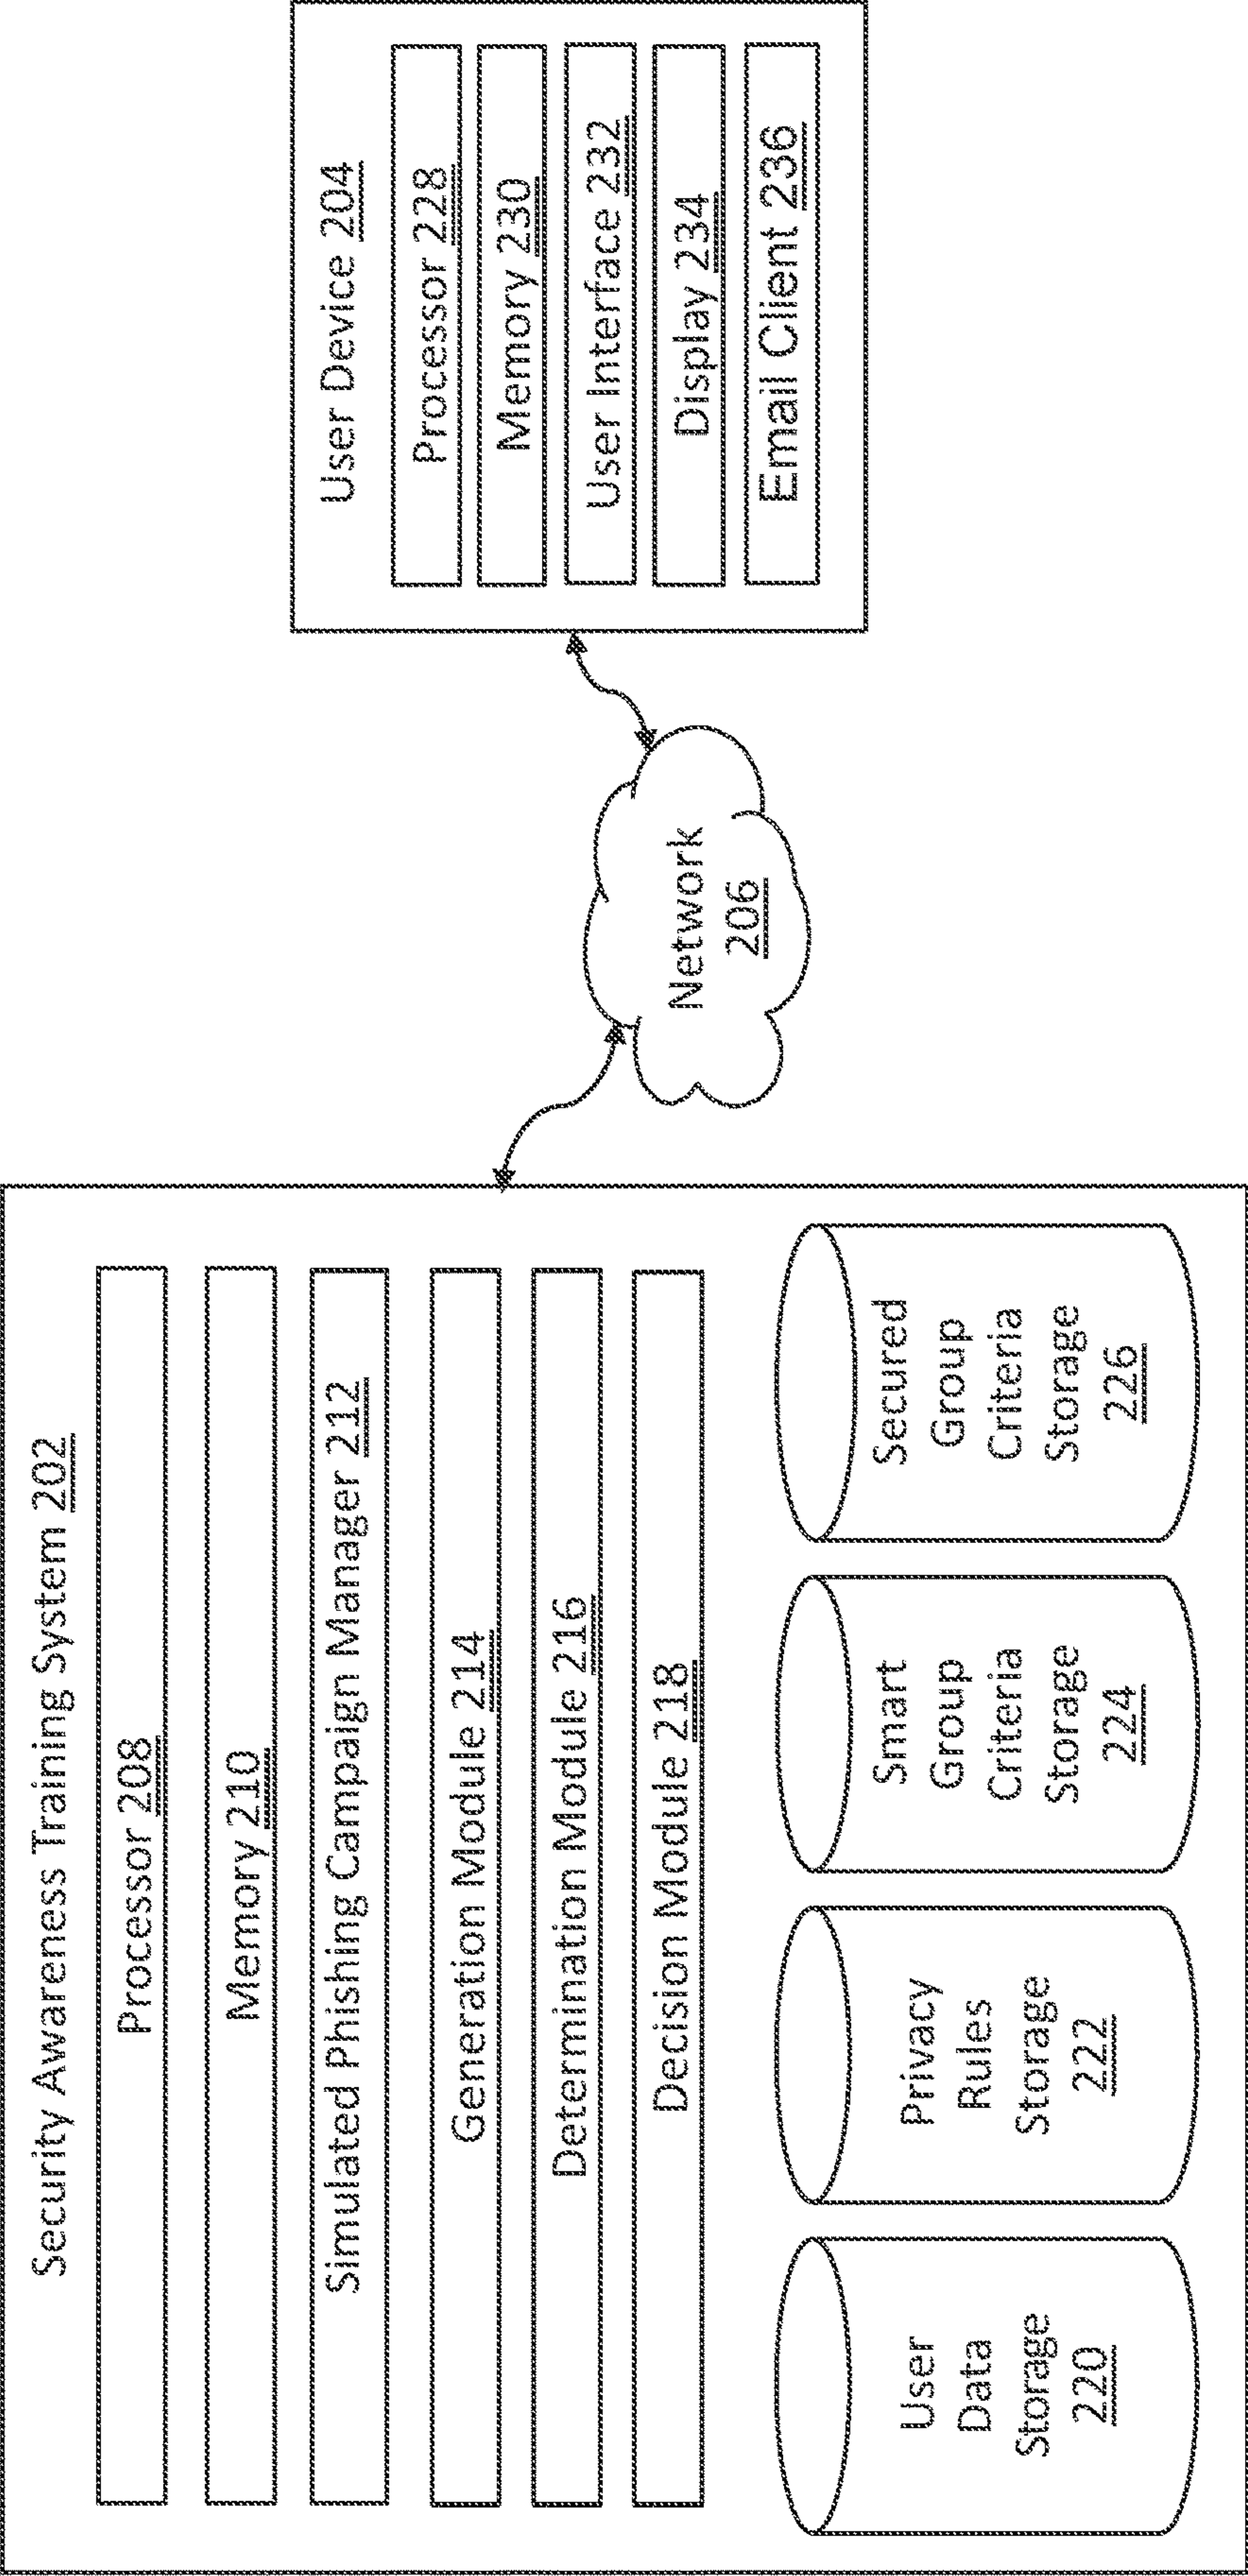 Security Awareness Training System 202
Processor 208
Memory 210
Simulated Phishing Campaign Manager 212
Generation Module 214
Determination Module 216
Decision Module 218
User
Data
Storage
220
Privacy
Rules
Storage
222
Smart
Group
Criteria
Storage
224
Secured
Group
Criteria
Storage
226
Network
206
User Device 204
Processor 228
Memory 230
User Interface 232
Display 234
Email Client 236